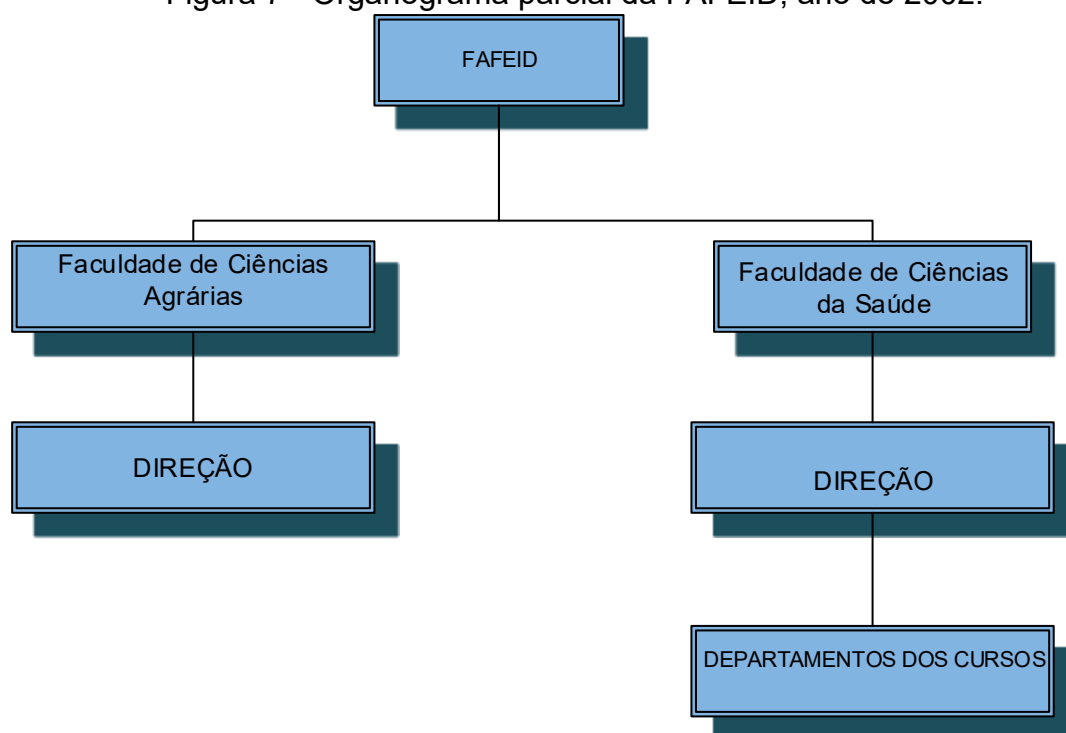 Figura 7 - Organograma parcial da FAFEID, ano de 2002.
FAFEID
Faculdade de Ciências
Agrárias
Faculdade de Ciências
da Saúde
DIREÇÃO
DIREÇÃO
DEPARTAMENTOS DOS CURSOS